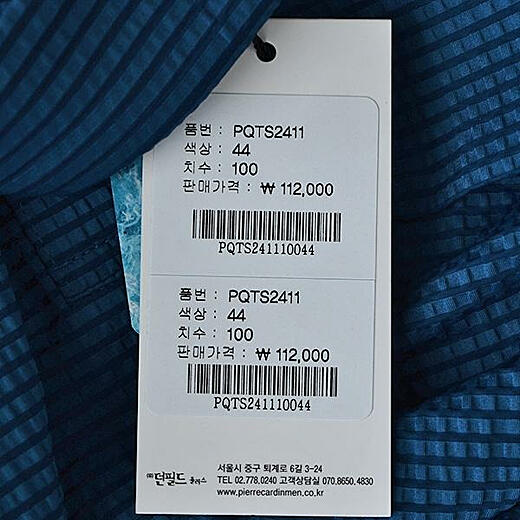 품번 : PQTS2411
색상 : 44
치수 : 100
판매가격 : ₩ 112,000
PQTS241110044
품번 : PQTS2411
색상 : 44
치수 : 100
판매가격 : ₩ 112,000
PQTS241110044
㈜던필드 플러스
서울시 중구 퇴계로 6길 3-24
TEL 02.778.0240 고객상담실 070.8650.4830
www.pierrecardinmen.co.kr